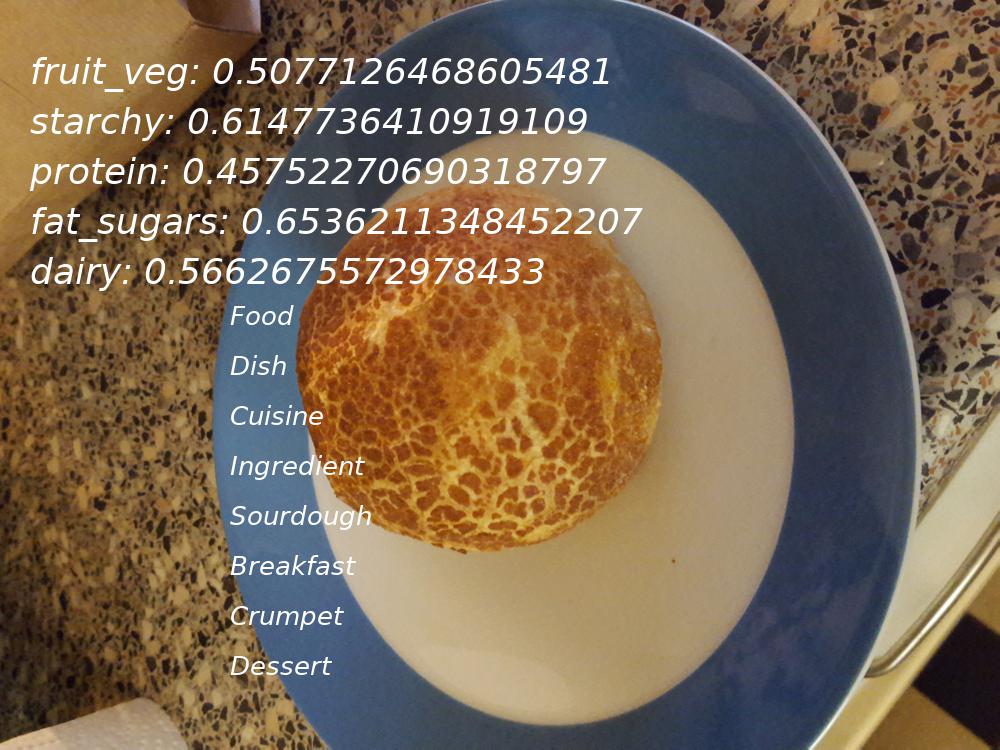 fruit_veg: 0.5077126468605481
starchy: 0.6147736410919109
protein: 0.45752270690318797
fat_sugars: 0.6536211348452207
dairy: 0.5662675572978433
Food
Dish
Cuisine
Ingredient
Sourdough
Breakfast
Crumpet
Dessert